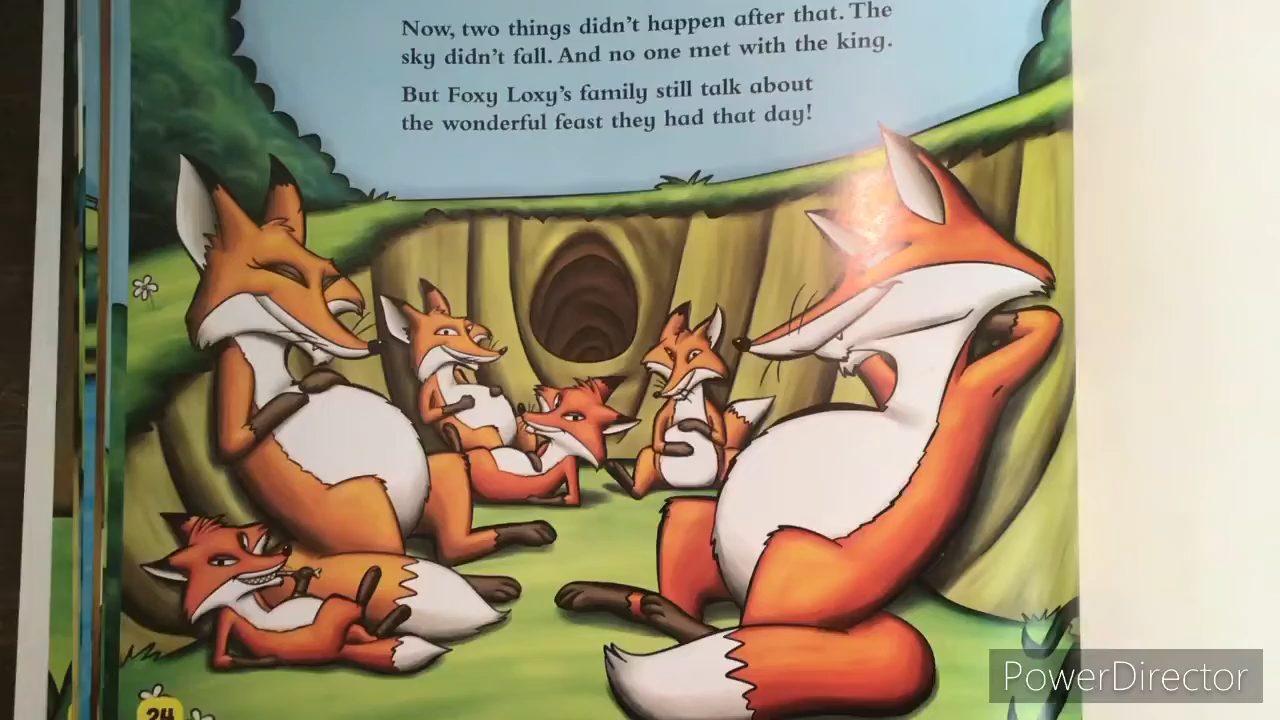 Now, two things didn't happen after that. The
sky didn't fall. And no one met with the king.
But Foxy Loxy's family still talk about
the wonderful feast they had that day!
24
PowerDirector